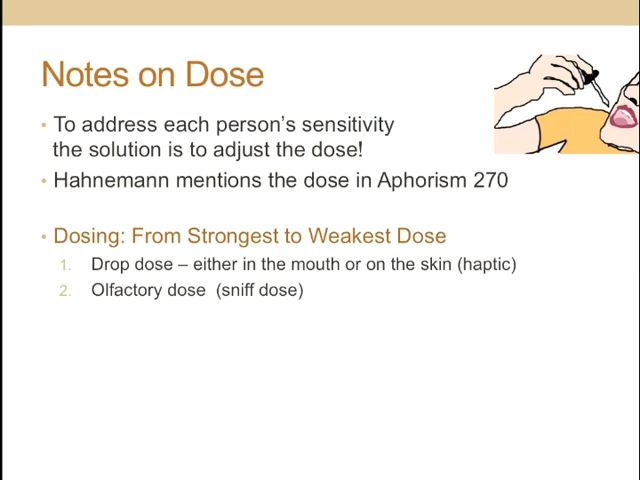 Notes on Dose
• To address each person's sensitivity
the solution is to adjust the dose!
• Hahnemann mentions the dose in Aphorism 270
• Dosing: From Strongest to Weakest Dose
1. Drop dose – either in the mouth or on the skin (haptic)
2. Olfactory dose (sniff dose)